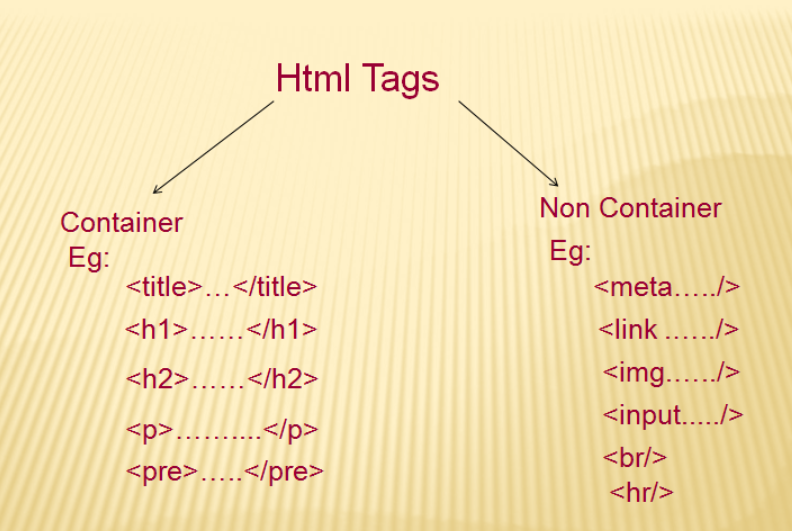 Html Tags
Container
Eg:
<title>…</title>
<h1>……</h1>
<h2>……</h2>
<p>……....</p>
<pre>…..</pre>
Non Container
Eg:
<meta…../>
<link ....../>
<img....../>
<input...../>
<br/>
<hr/>